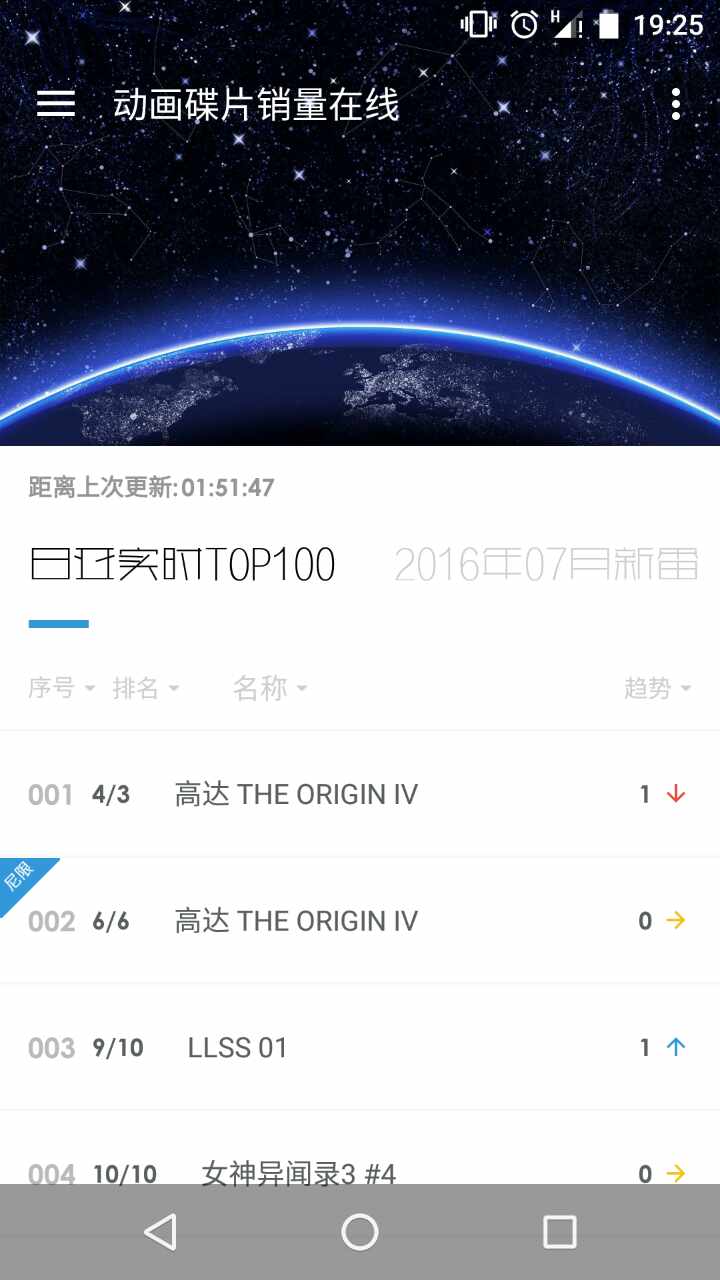 H 19:25
动画碟片销量在线
距离上次更新:01:51:47
日亚实时TOP100 2016年07月新番
序号 排名 名称 趋势
001 4/3 高达 THE ORIGIN IV 1
尼限
002 6/6 高达 THE ORIGIN IV 0
003 9/10 LLSS 01 1
004 10/10 女神异闻录3 #4 0